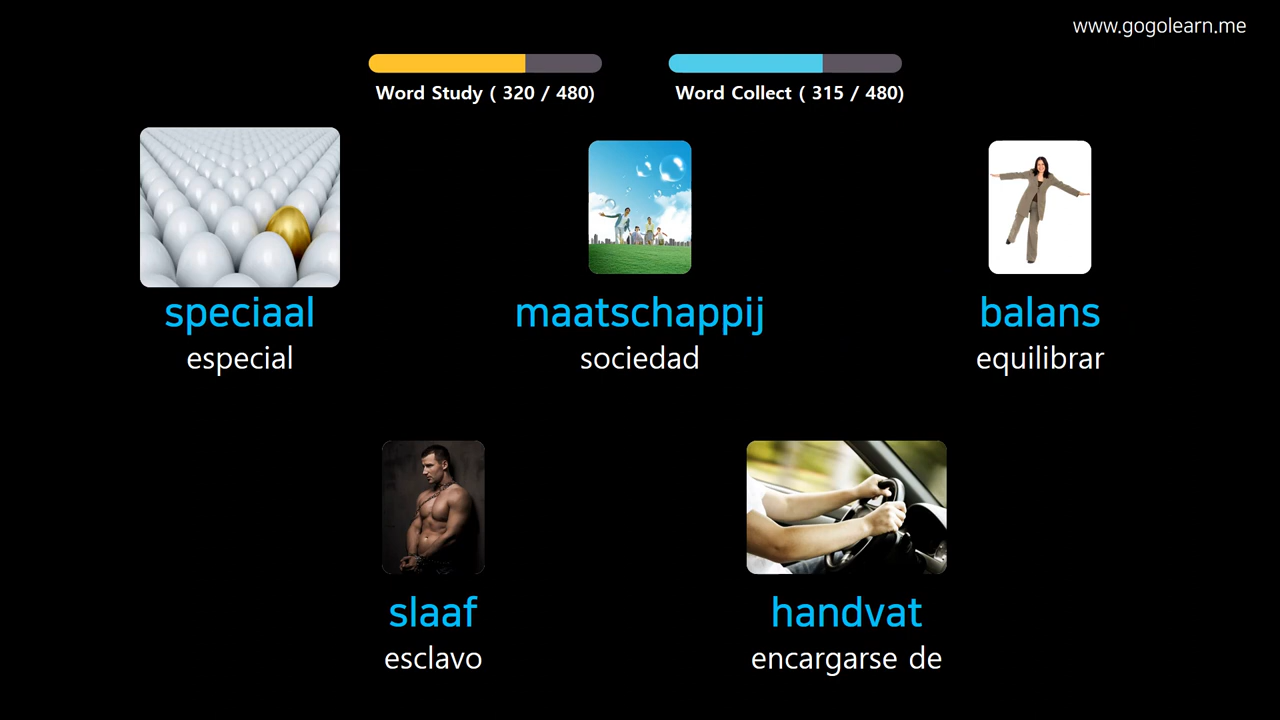 www.gogolearn.me
Word Study ( 320 / 480)
Word Collect ( 315 / 480)
speciaal
especial
maatschappij
sociedad
balans
equilibrar
slaaf
esclavo
handvat
encargarse de